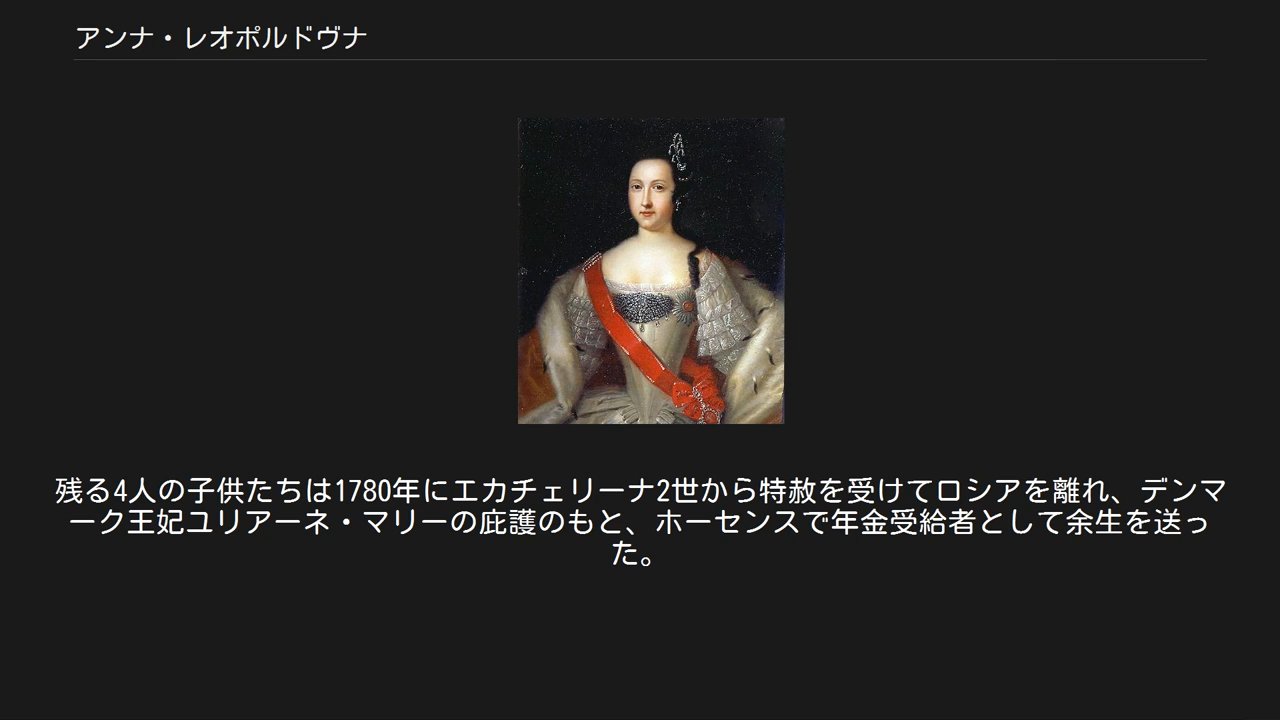 アンナ・レオポルドヴナ
残る4人の子供たちは1780年にエカチェリーナ2世から特赦を受けてロシアを離れ、デンマ
ーク王妃ユリアーネ・マリーの庇護のもと、ホーセンスで年金受給者として余生を送っ
た。